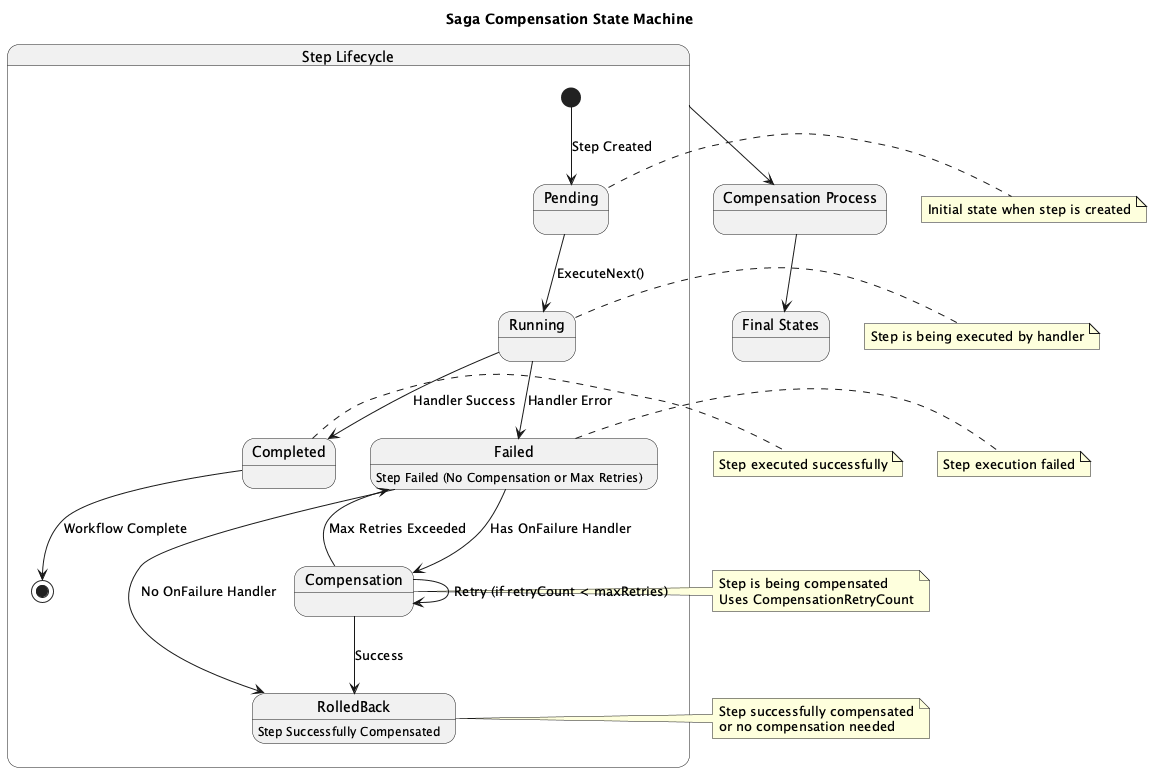 Saga Compensation State Machine
Step Lifecycle
Step Created
Pending
Compensation Process
Initial state when step is created
ExecuteNext()
Running
Final States
Step is being executed by handler
Handler Success
Handler Error
Completed
Failed
Step Failed (No Compensation or Max Retries)
Step executed successfully
Step execution failed
Workflow Complete
Max Retries Exceeded
Has OnFailure Handler
No OnFailure Handler
Compensation
Retry (if retryCount < maxRetries)
Step is being compensated
Uses CompensationRetryCount
Success
RolledBack
Step Successfully Compensated
Step successfully compensated
or no compensation needed